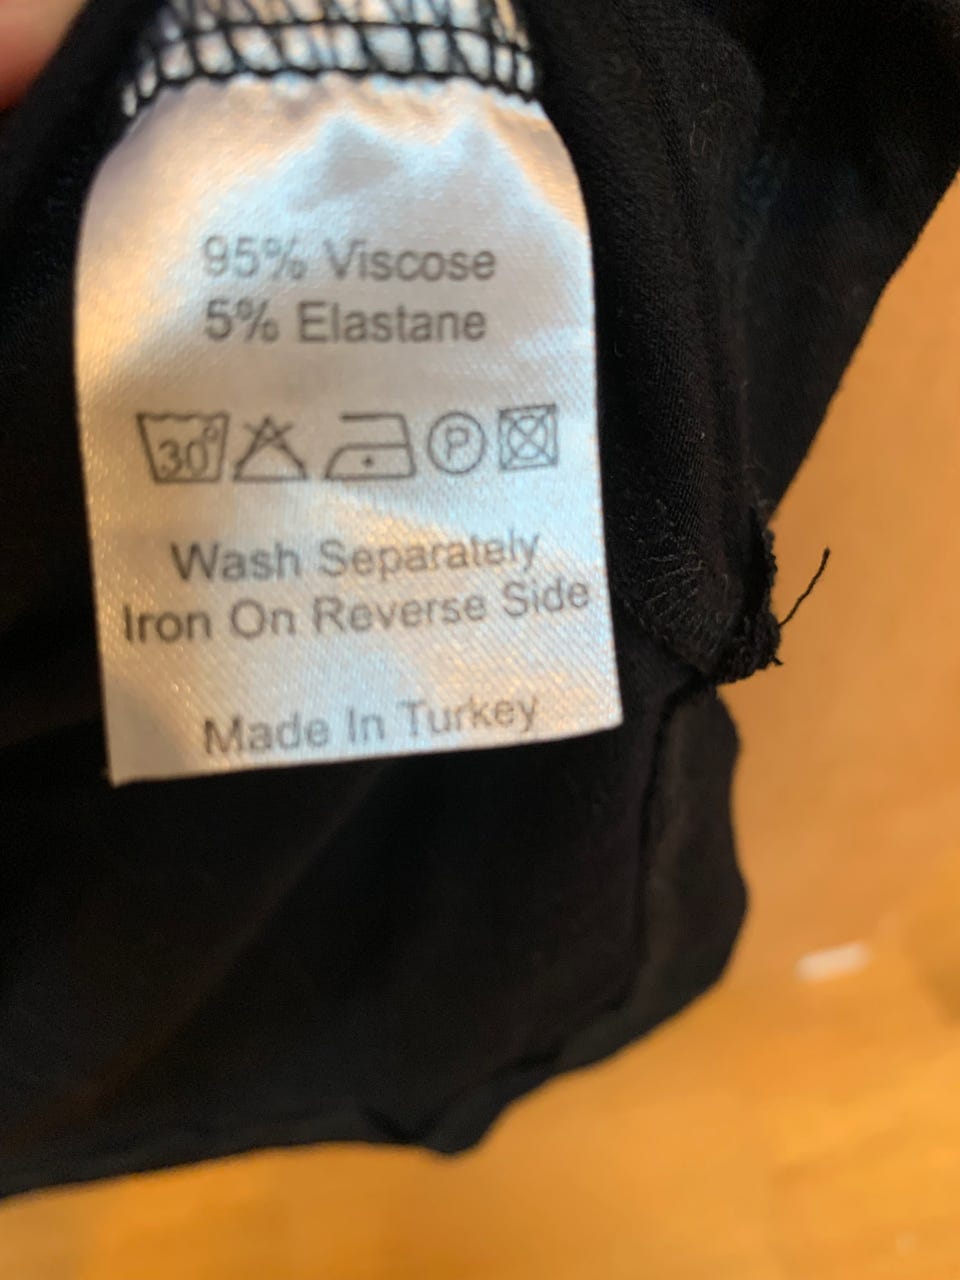 95% Viscose
5% Elastane
30° P
Wash Separately
Iron On Reverse Side
Made In Turkey